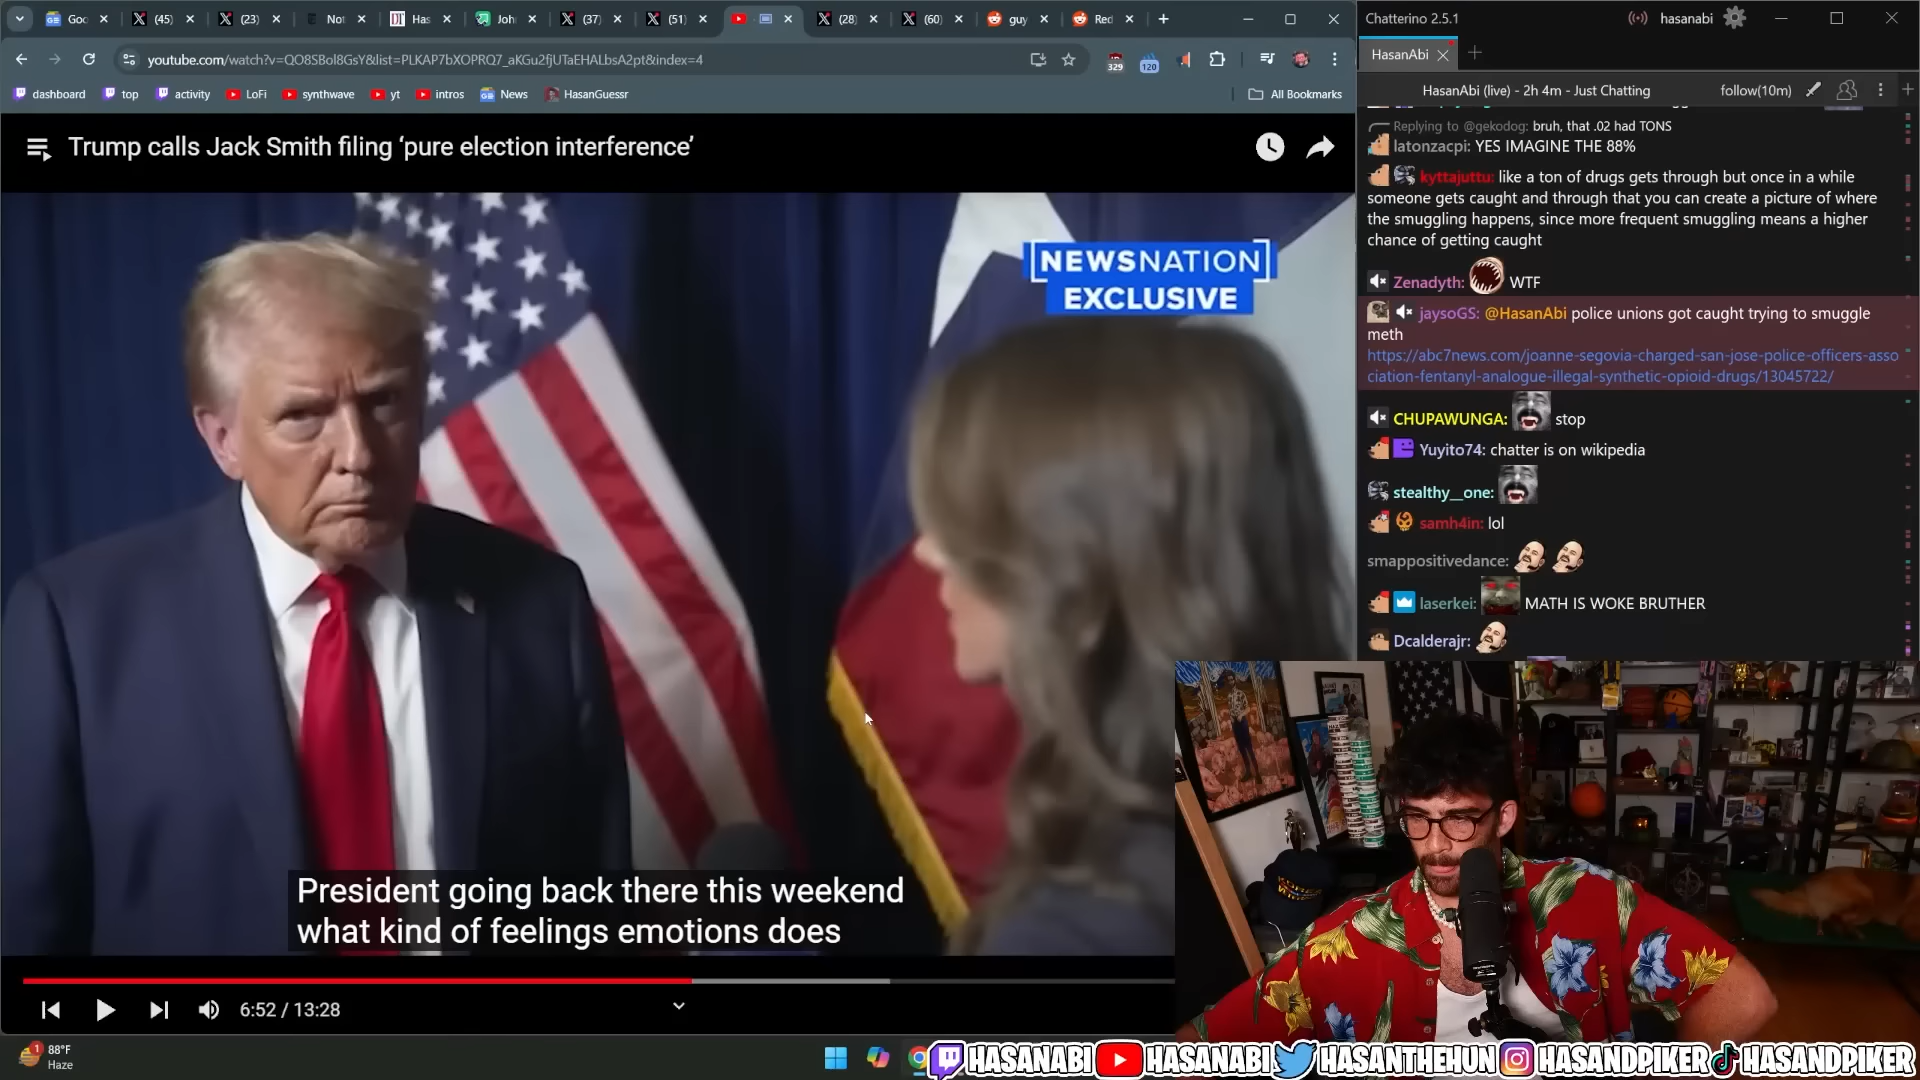 Goo
(45)
(23)
Not
Has
Joh
(37)
(51)
(28)
(60)
guy
Red
youtube.com/watch?v=QO8SBol8GsY&list=PLKAP7bXOPRQ7_aKGu2fjUTaEHALbsA2pt&index=4
329
120
dashboard
top
activity
LoFi
synthwave
yt
intros
News
HasanGuessr
All Bookmarks
Trump calls Jack Smith filing ‘pure election interference’
NEWSNATION
EXCLUSIVE
President going back there this weekend
what kind of feelings emotions does
6:52 / 13:28
Chatterino 2.5.1
hasanabi
HasanAbi
HasanAbi (live) - 2h 4m - Just Chatting
follow(10m)
Replying to @gekodog: bruh, that .02 had TONS
latonzacpi: YES IMAGINE THE 88%
kyttajuttu: like a ton of drugs gets through but once in a while
someone gets caught and through that you can create a picture of where
the smuggling happens, since more frequent smuggling means a higher
chance of getting caught
Zenadyth: WTF
jaysoGS: @HasanAbi police unions got caught trying to smuggle
meth
https://abc7news.com/joanne-segovia-charged-san-jose-police-officers-asso
ciation-fentanyl-analogue-illegal-synthetic-opioid-drugs/13045722/
CHUPAWUNGA: stop
Yuyito74: chatter is on wikipedia
stealthy__one:
samh4in: lol
smappositivedance:
laserkei: MATH IS WOKE BRUTHER
Dcalderajr:
1
88°F
Haze
HASANABI
HASANABI
HASANTHEHUN
HASANDPIKER
HASANDPIKER